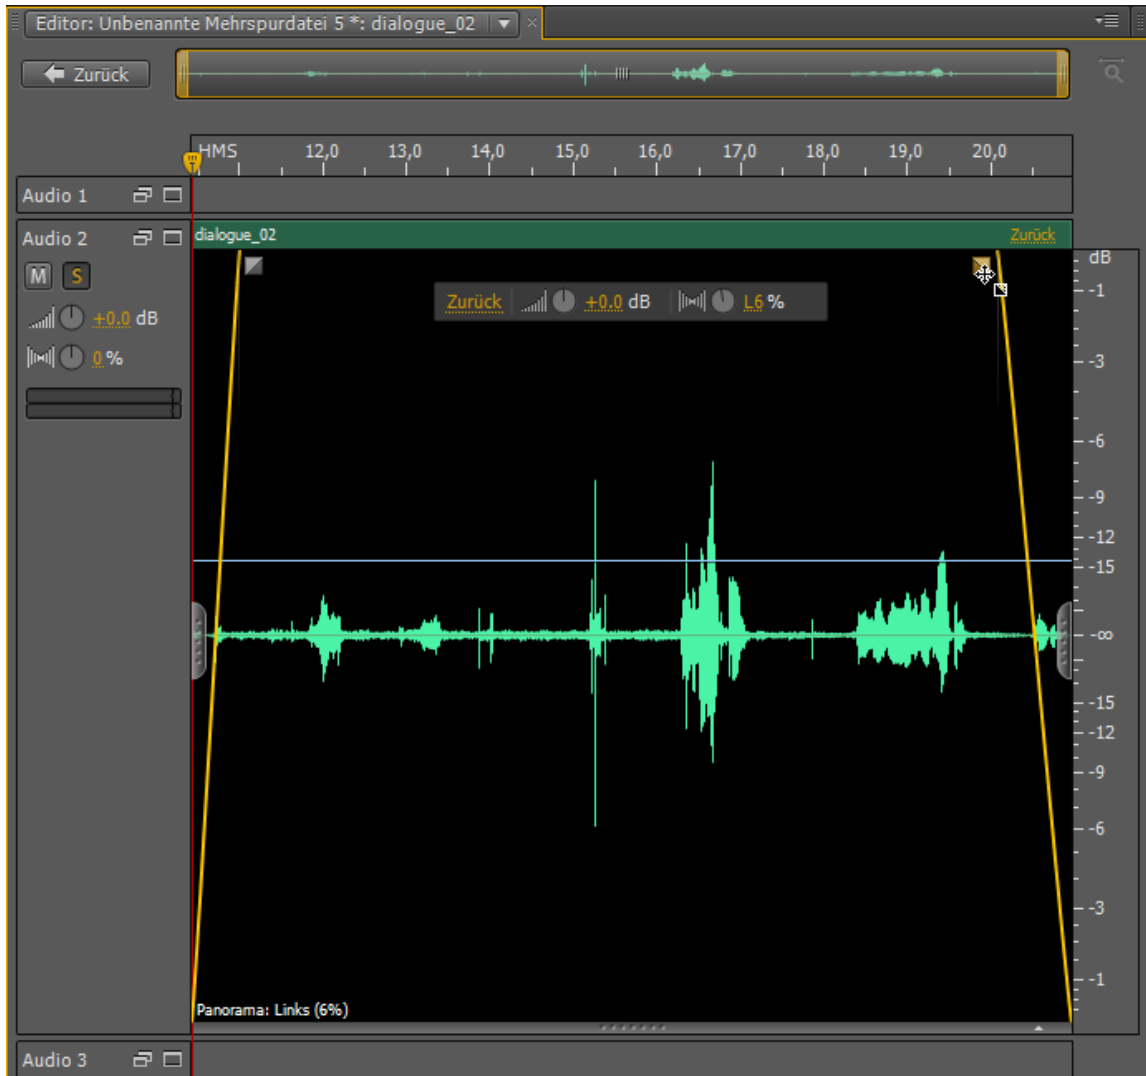 Editor: Unbenannte Mehrspurdatei 5 *: dialogue_02
Zurück
HMS 12,0 13,0 14,0 15,0 16,0 17,0 18,0 19,0 20,0
Audio 1
Audio 2
dialogue_02 Zurück
M S
+0.0 dB
0 %
Zurück +0.0 dB L6 %
dB
-1
-3
-6
-9
-12
-15
-∞
-15
-12
-9
-6
-3
-1
Panorama: Links (6%)
Audio 3